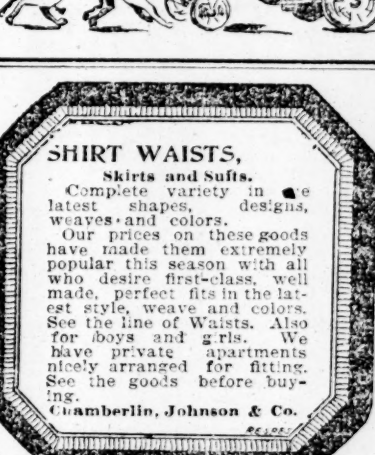 SHIRT WAISTS,
Skirts and Suits.
Complete variety in the
latest shapes, designs,
weaves and colors.
Our prices on these goods
have made them extremely
popular this season with all
who desire first-class, well
made, perfect fits in the lat-
est style, weave and colors.
See the line of Waists. Also
for boys and girls. We
have private apartments
nicely arranged for fitting.
See the goods before buy-
ing.
Chamberlin, Johnson & Co.